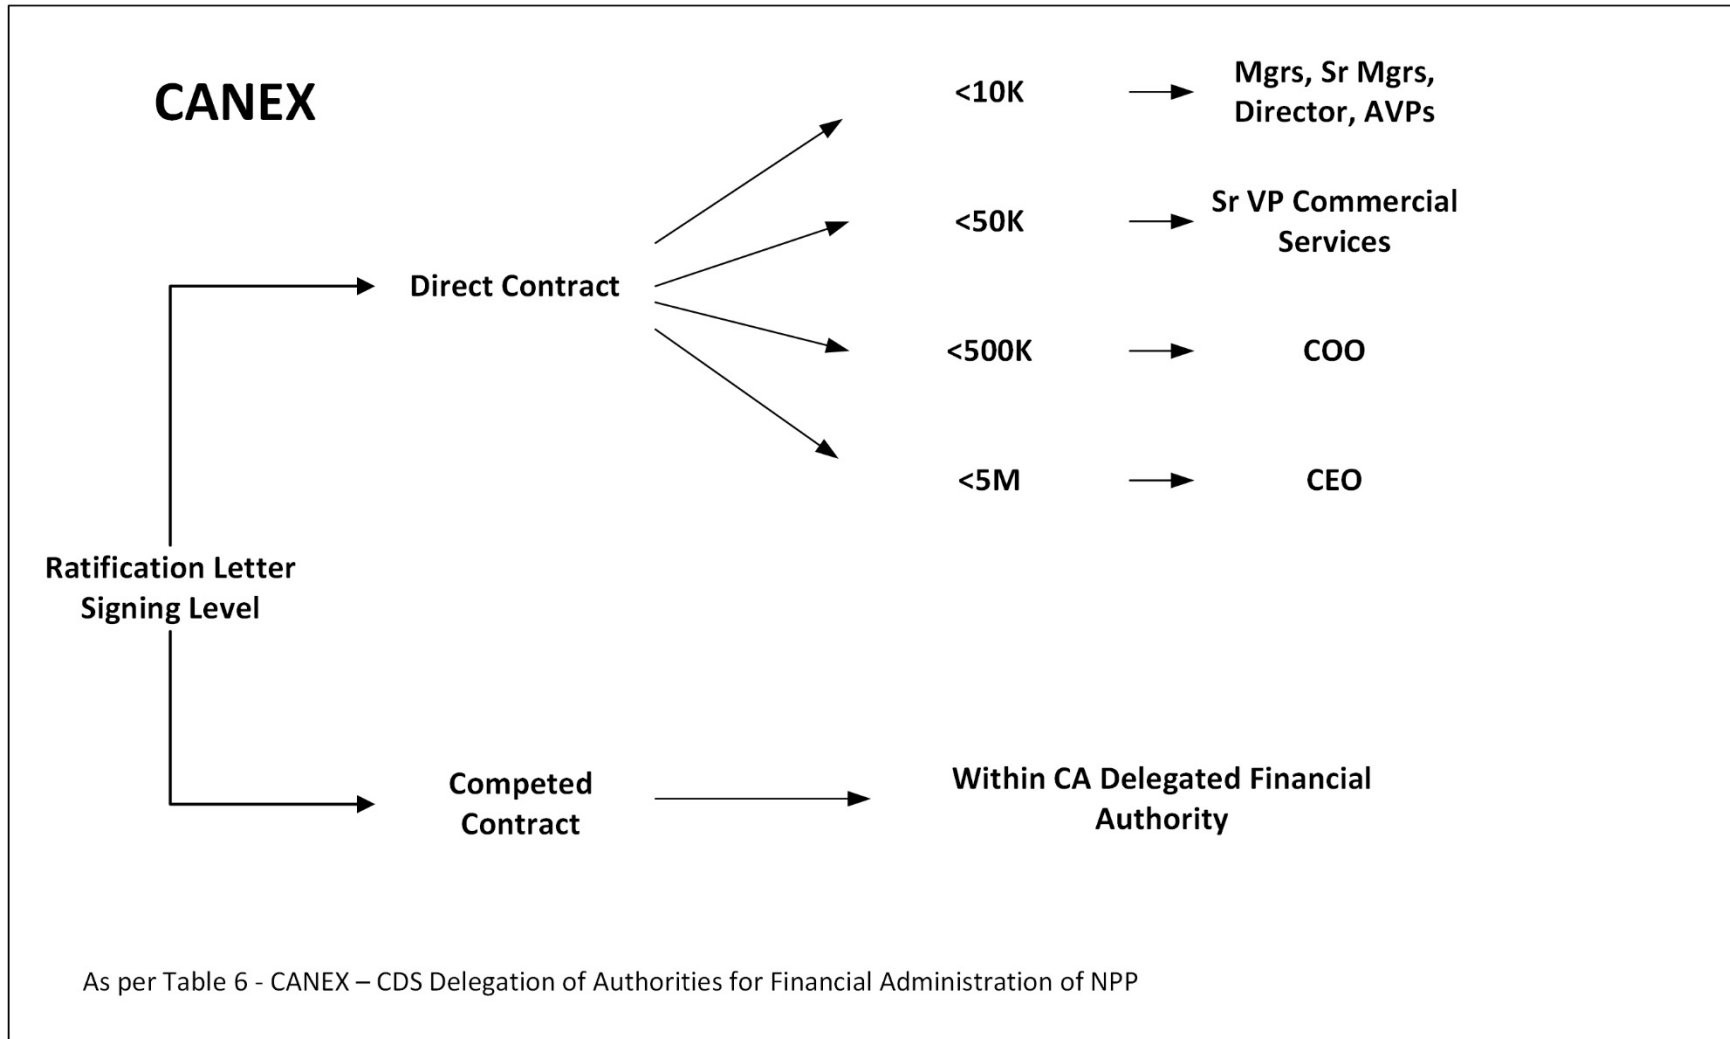 CANEX
<10K
Mgrs, Sr Mgrs,
Director, AVPs
<50K
Sr VP Commercial
Services
Direct Contract
<500K
COO
<5M
CEO
Ratification Letter
Signing Level
Competed
Contract
Within CA Delegated Financial
Authority
As per Table 6 - CANEX – CDS Delegation of Authorities for Financial Administration of NPP